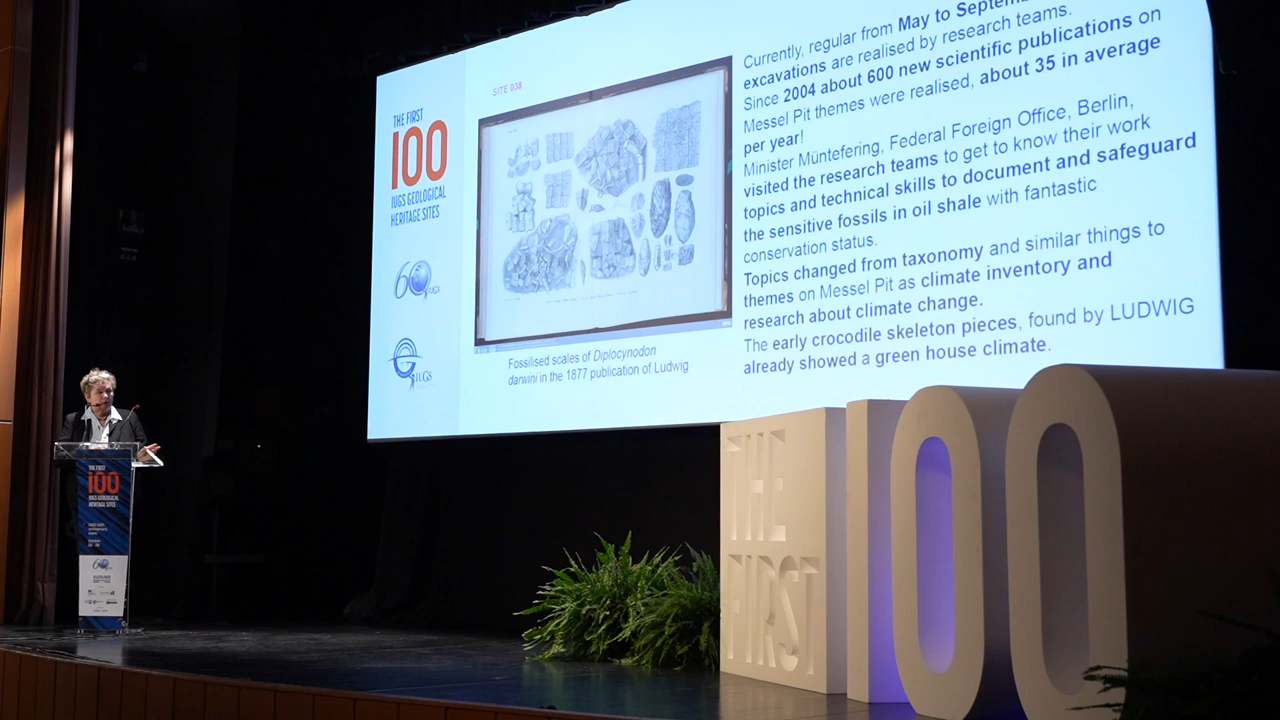 Currently, regular from May to Septemb
excavations are realised by research teams.
Since 2004 about 600 new scientific publications on
Messel Pit themes were realised, about 35 in average
per year!
Minister Müntefering, Federal Foreign Office, Berlin,
visited the research teams to get to know their work
topics and technical skills to document and safeguard
the sensitive fossils in oil shale with fantastic
conservation status.
Topics changed from taxonomy and similar things to
themes on Messel Pit as climate inventory and
research about climate change.
The early crocodile skeleton pieces, found by LUDWIG
already showed a green house climate.
SITE 038
Fossilised scales of Diplocynodon
darwini in the 1877 publication of Ludwig
THE FIRST
100
IUGS GEOLOGICAL
HERITAGE SITES
60 IUGS
IUGS
THE FIRST
100
IUGS GEOLOGICAL
HERITAGE SITES
THE
FIRST
100